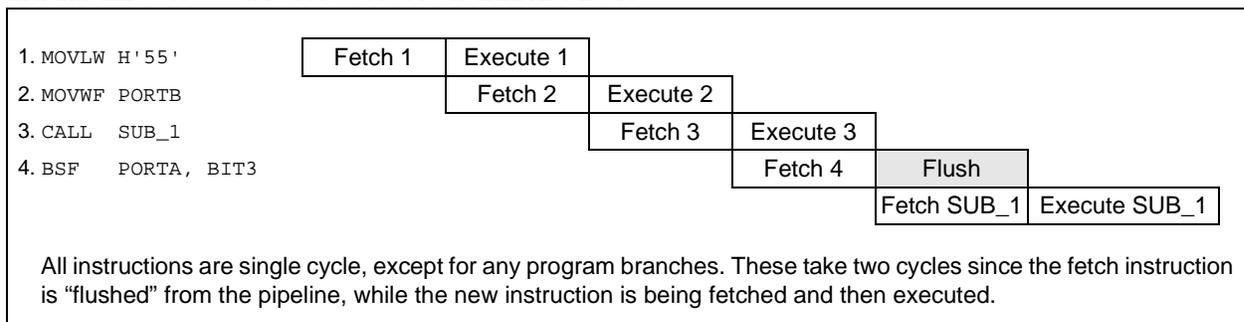 1. MOVLW H'55' Fetch 1 Execute 1
2. MOVWF PORTB Fetch 2 Execute 2
3. CALL SUB_1 Fetch 3 Execute 3
4. BSF PORTA, BIT3 Fetch 4 Flush
Fetch SUB_1 Execute SUB_1
All instructions are single cycle, except for any program branches. These take two cycles since the fetch instruction
is “flushed” from the pipeline, while the new instruction is being fetched and then executed.